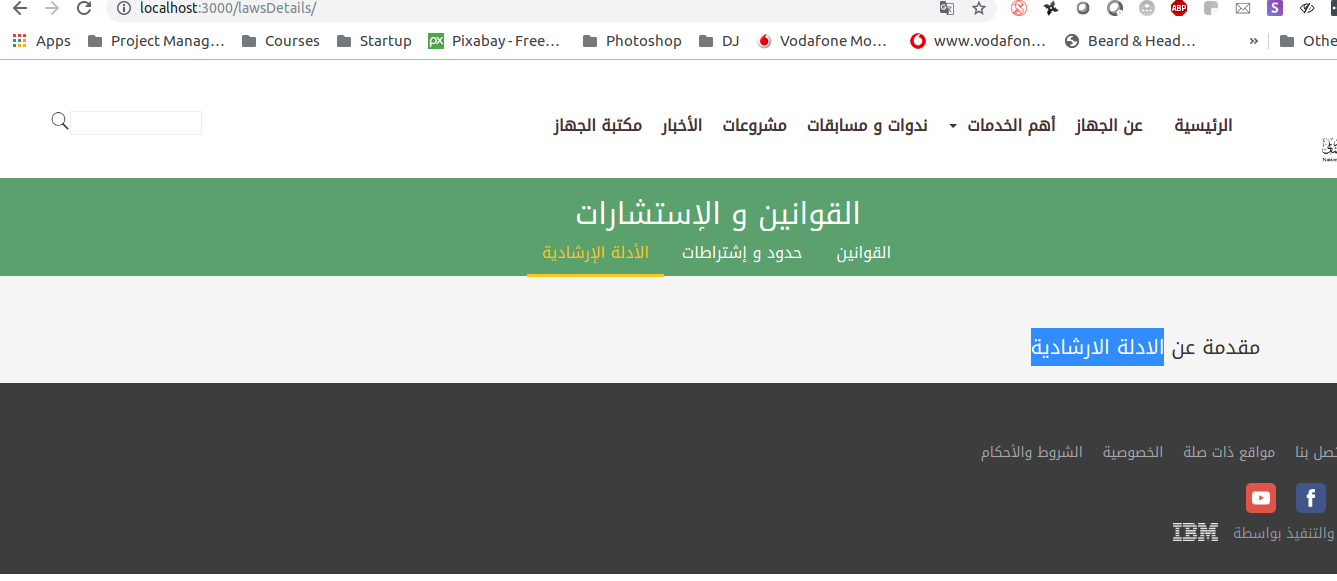 localhost:3000/lawsDetails/
Apps Project Manag... Courses Startup Pixabay - Free... Photoshop DJ Vodafone Mo... www.vodafon... Beard & Head... » Othe
الرئيسية عن الجهاز أهم الخدمات ندوات و مسابقات مشروعات الأخبار مكتبة الجهاز
القوانين و الإستشارات
القوانين حدود و إشتراطات الأدلة الإرشادية
مقدمة عن الادلة الارشادية
تصل بنا مواقع ذات صلة الخصوصية الشروط والأحكام
والتنفيذ بواسطة IBM